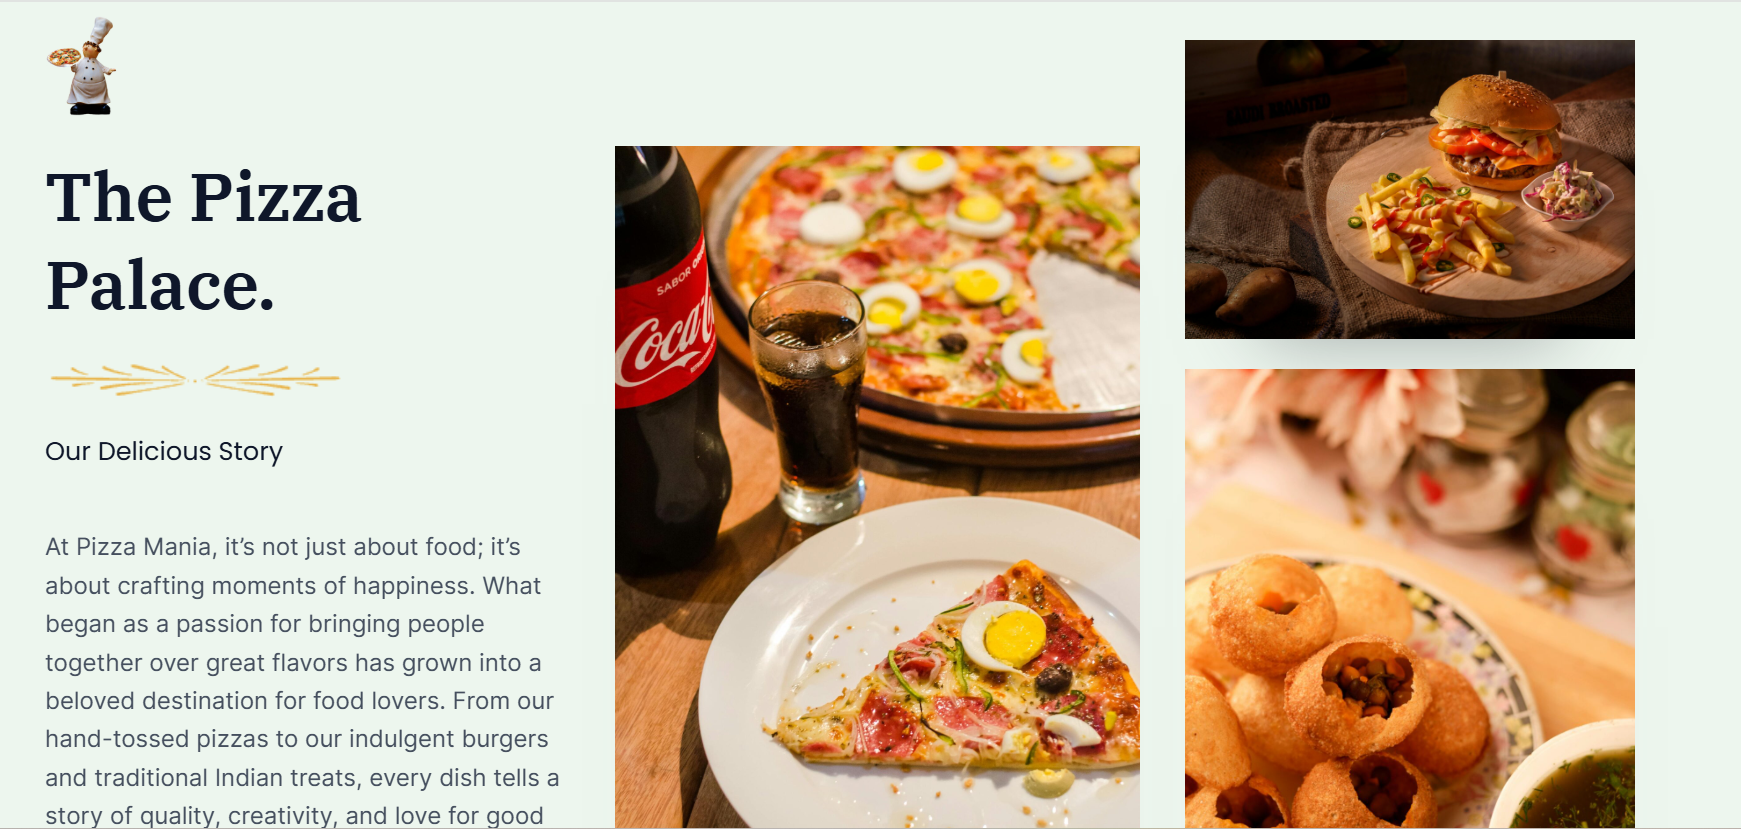 The Pizza
Palace.
Our Delicious Story
At Pizza Mania, it’s not just about food; it’s
about crafting moments of happiness. What
began as a passion for bringing people
together over great flavors has grown into a
beloved destination for food lovers. From our
hand-tossed pizzas to our indulgent burgers
and traditional Indian treats, every dish tells a
story of quality, creativity, and love for good
SABOR